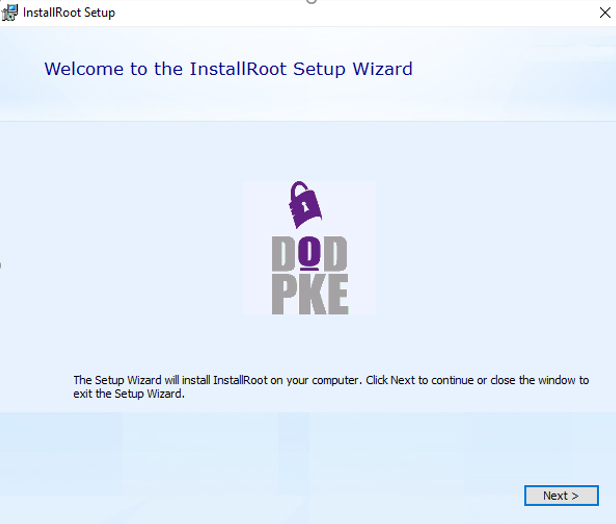 InstallRoot Setup
Welcome to the InstallRoot Setup Wizard
DOD
PKE
The Setup Wizard will install InstallRoot on your computer. Click Next to continue or close the window to
exit the Setup Wizard.
Next >